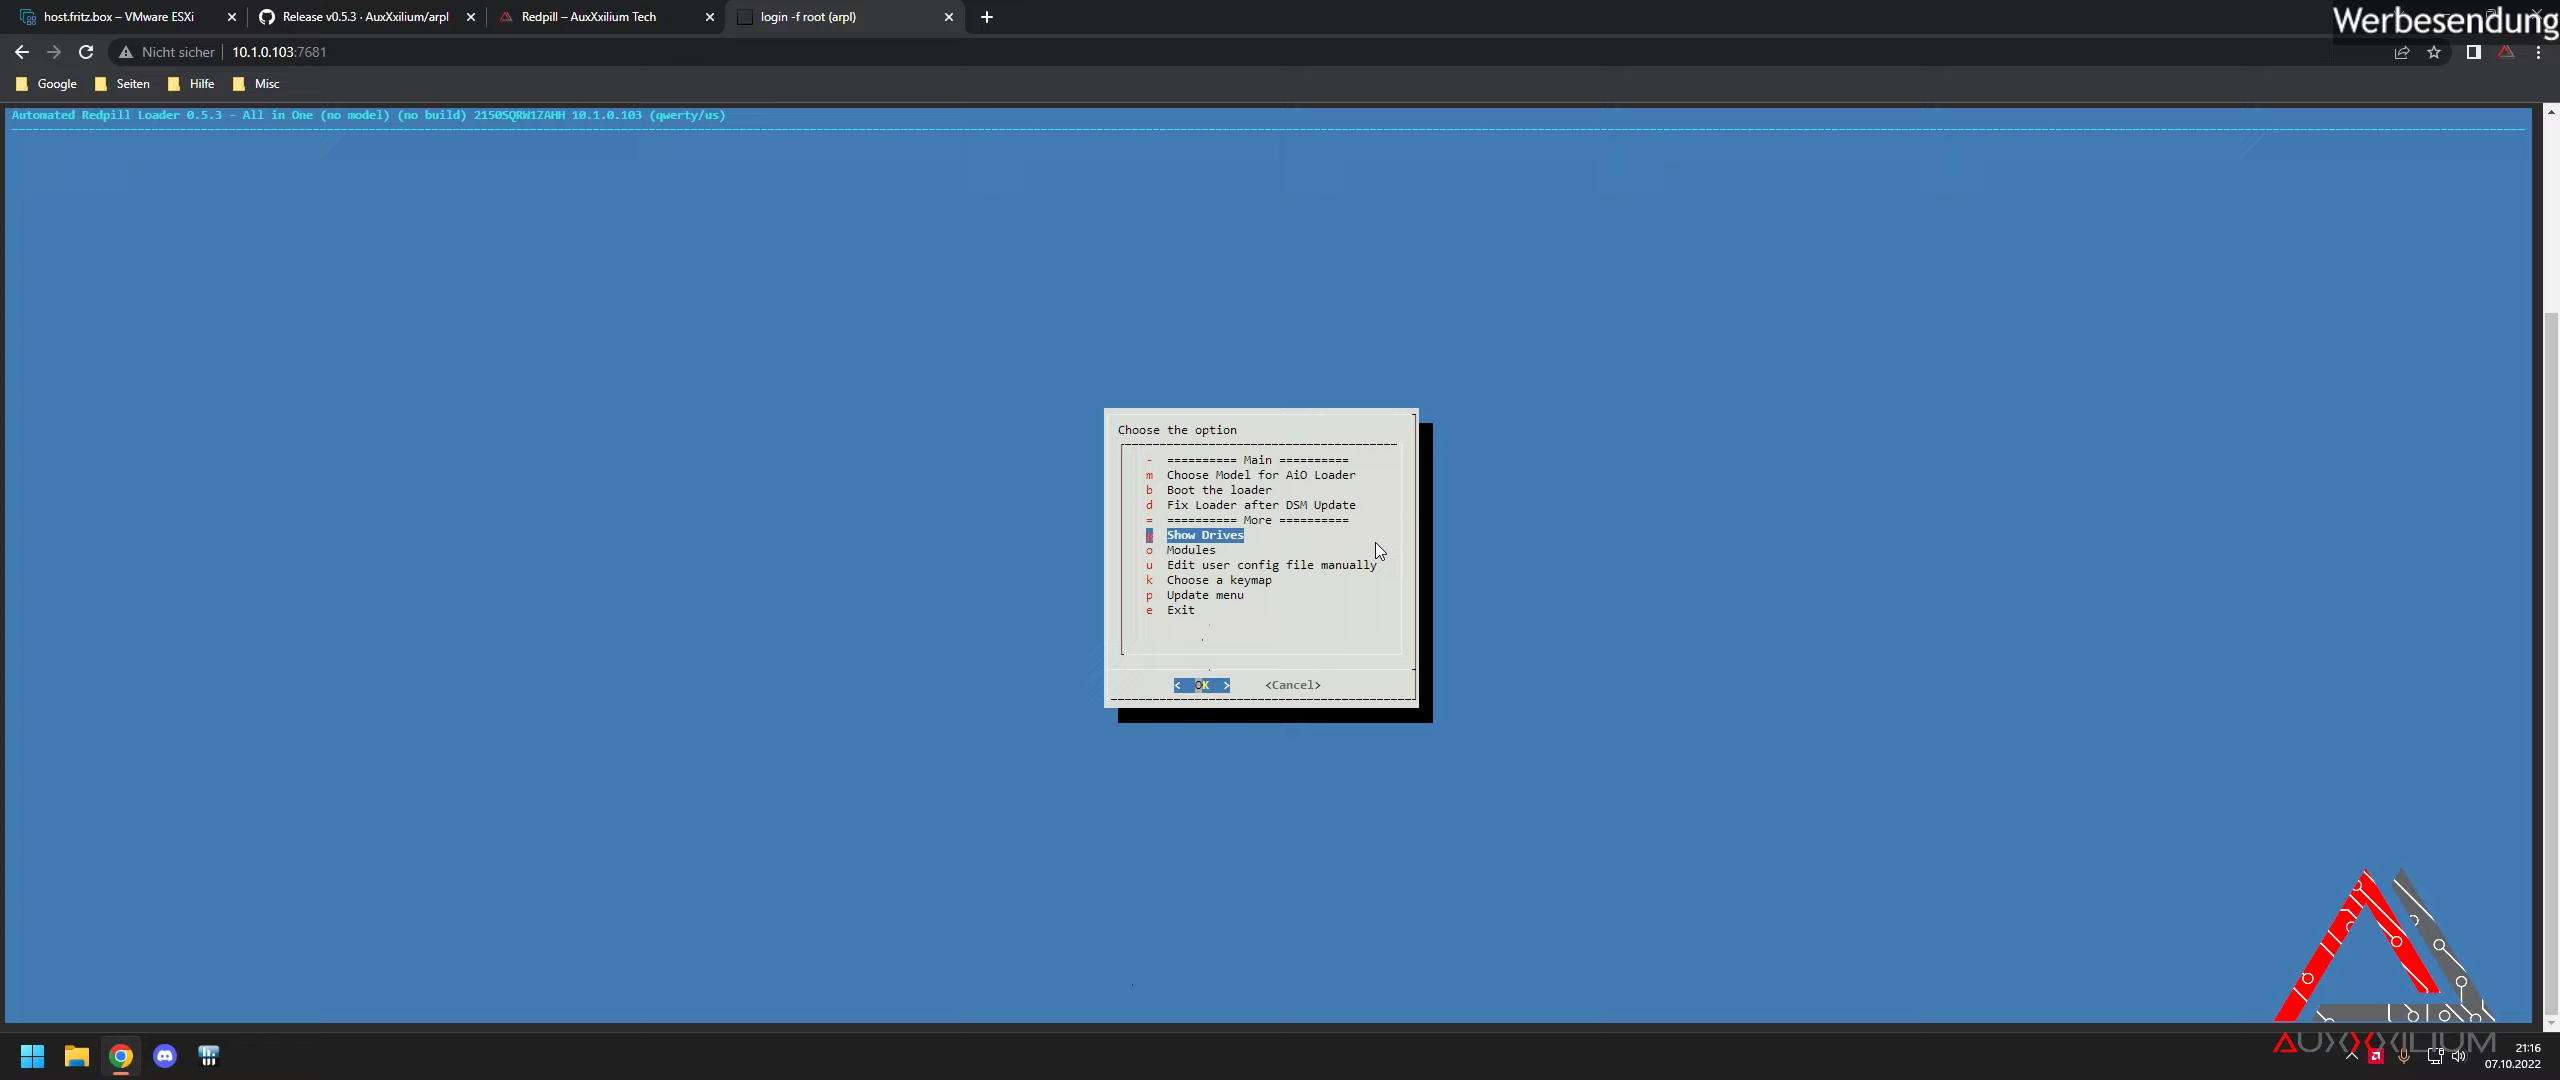 host.fritz.box – VMware ESXi
Release v0.5.3 · AuxXxilium/arpl
Redpill – AuxXxilium Tech
login -f root (arpl)
Werbesendung
Nicht sicher
10.1.0.103:7681
Google
Seiten
Hilfe
Misc
Automated Redpill Loader 0.5.3 - All in One (no model) (no build) 2150SQRW1ZAHH 10.1.0.103 (qwerty/us)
Choose the option
- ========== Main ==========
m Choose Model for AiO Loader
b Boot the loader
d Fix Loader after DSM Update
= ========== More ==========
Show Drives
o Modules
u Edit user config file manually
k Choose a keymap
p Update menu
e Exit
< OK >
<Cancel>
AUXXXILIUM
21:16
07.10.2022